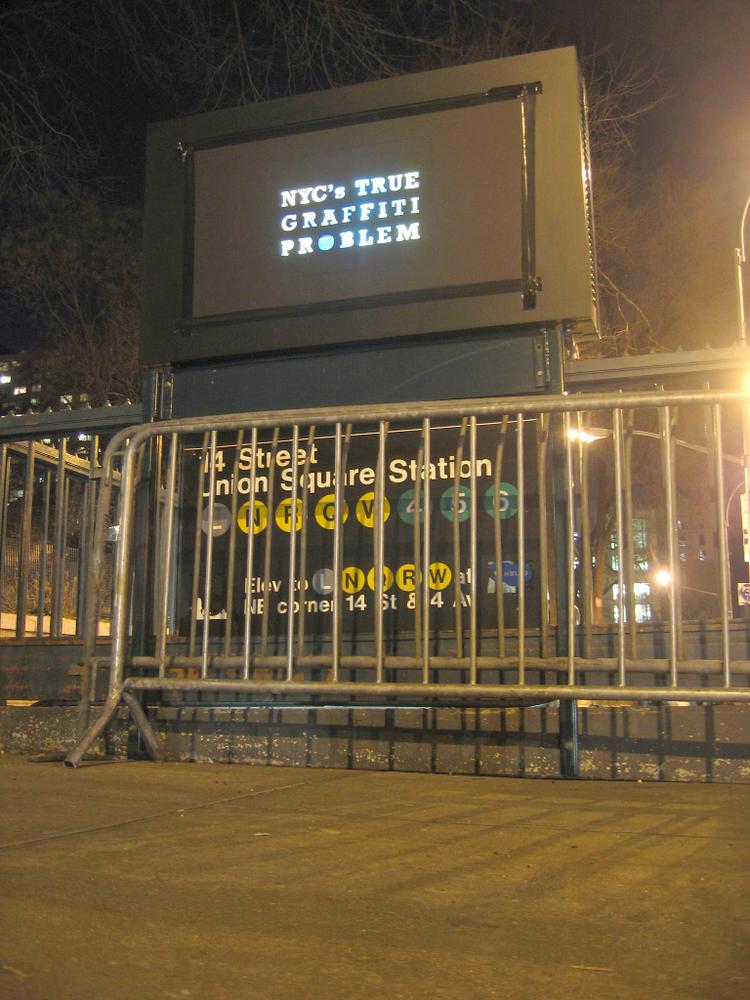 NYC's TRUE
GRAFFITI
PROBLEM
14 Street
Union Square Station
L N R Q W 4 5 6
Elev to L N Q R W at
NE corner 14 St & 4 Av